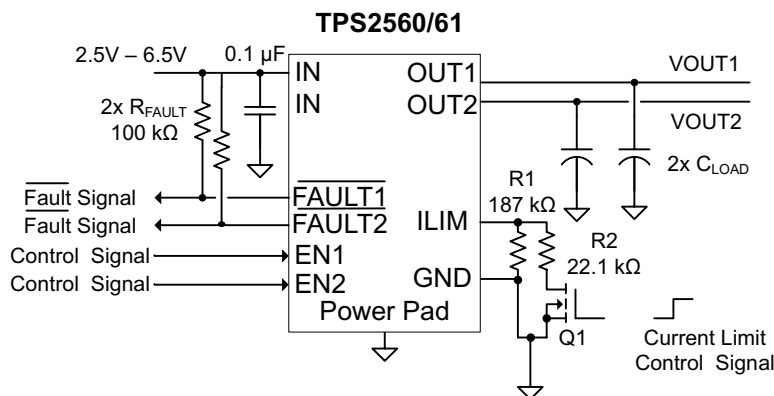 TPS2560/61
2.5V – 6.5V
0.1 µF
IN
OUT1
VOUT1
IN
OUT2
VOUT2
2x RFAULT
100 kΩ
2x CLOAD
R1
187 kΩ
Fault Signal
FAULT1
Fault Signal
FAULT2
ILIM
R2
22.1 kΩ
Control Signal
EN1
Control Signal
EN2
GND
Power Pad
Q1
Current Limit
Control Signal